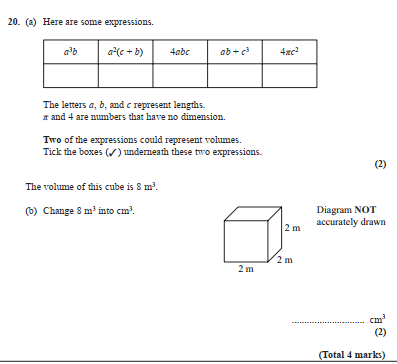 20. (a) Here are some expressions.
a³b a²(c + b) 4abc ab + c³ 4πc²
The letters a, b, and c represent lengths.
π and 4 are numbers that have no dimension.
Two of the expressions could represent volumes.
Tick the boxes (✓) underneath these two expressions.
(2)
The volume of this cube is 8 m³.
(b) Change 8 m³ into cm³.
Diagram NOT
accurately drawn
2 m
2 m
2 m
.............................. cm³
(2)
(Total 4 marks)